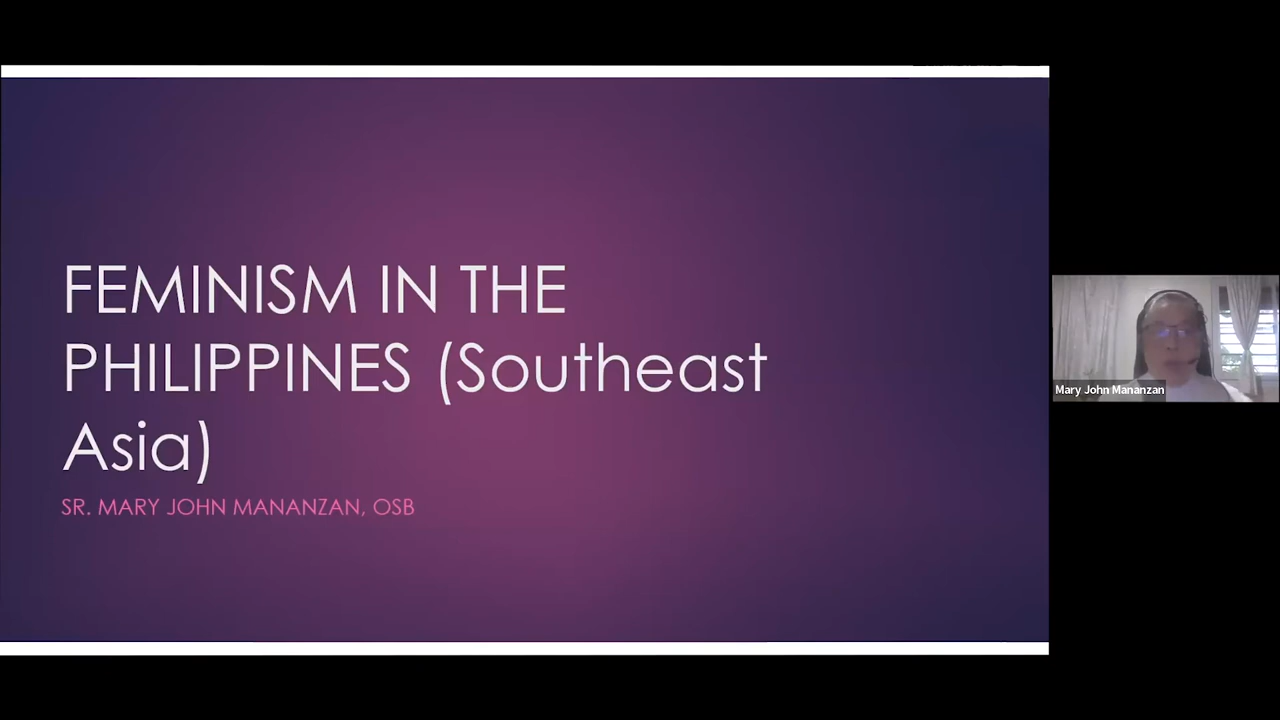 FEMINISM IN THE
PHILIPPINES (Southeast
Asia)
SR. MARY JOHN MANANZAN, OSB
Mary John Mananzan